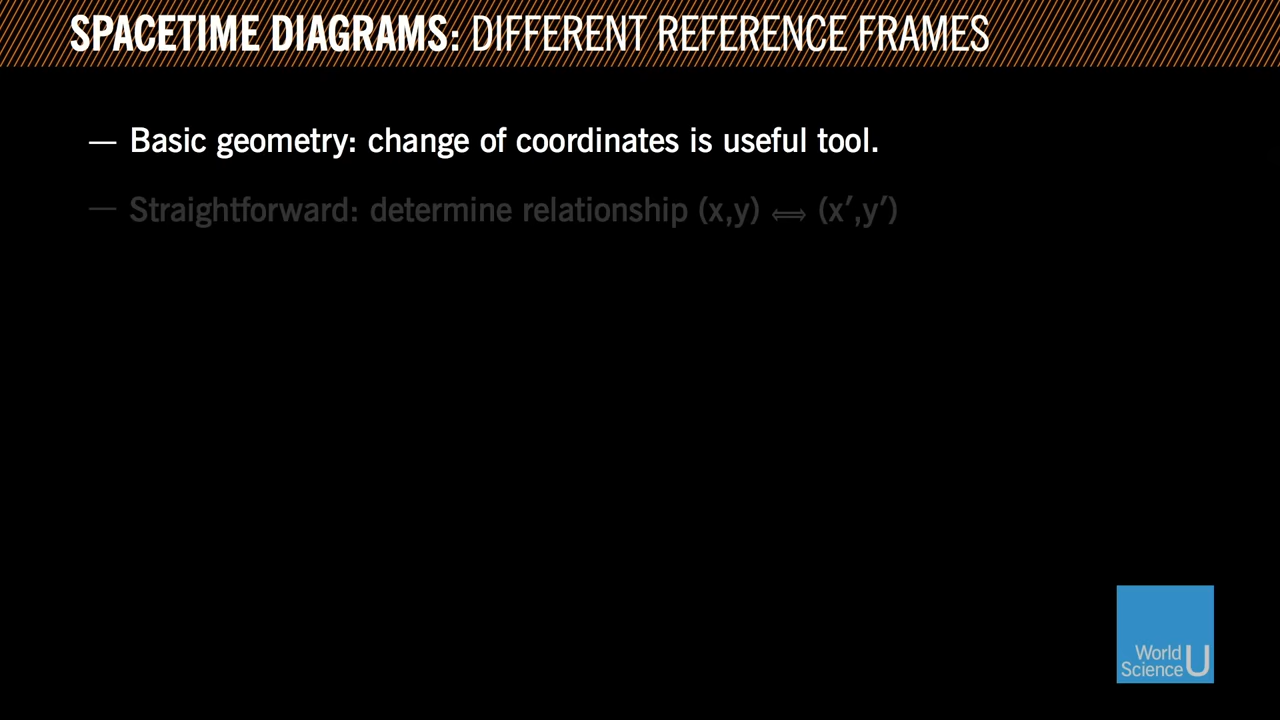 SPACETIME DIAGRAMS: DIFFERENT REFERENCE FRAMES
— Basic geometry: change of coordinates is useful tool.
— Straightforward: determine relationship (x,y) ⟺ (x′,y′)
World
Science U